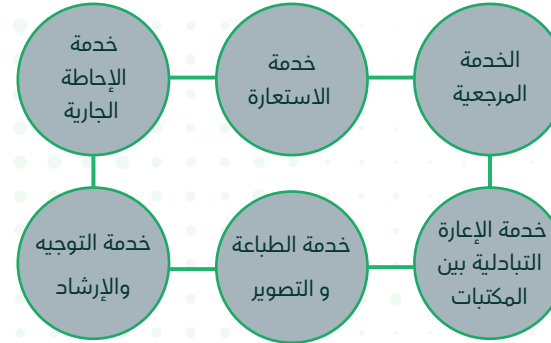 الخدمة
المرجعية
خدمة
الاستعارة
خدمة
الإحاطة
الجارية
خدمة الإعارة
التبادلية بين
المكتبات
خدمة الطباعة
و التصوير
خدمة التوجيه
والإرشاد